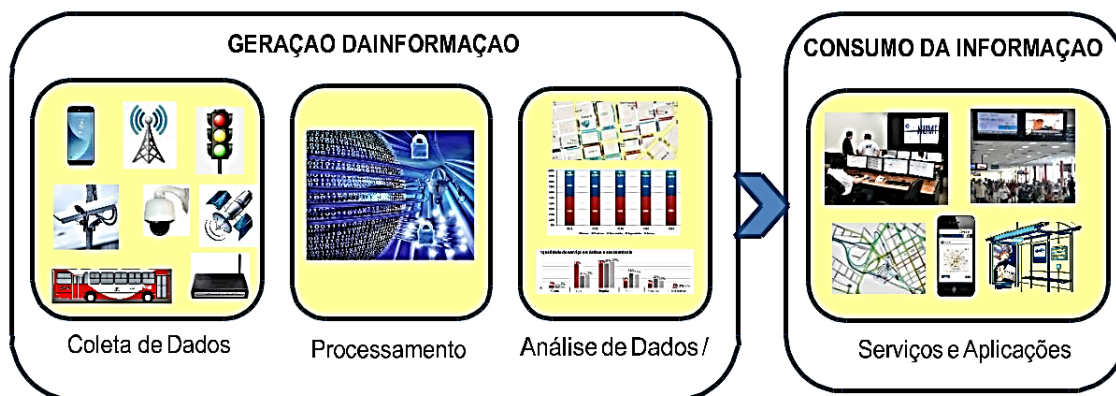 GERAÇAO DAINFORMAÇAO
CONSUMO DA INFORMAÇAO
Coleta de Dados
Processamento
Análise de Dados /
Serviços e Aplicações